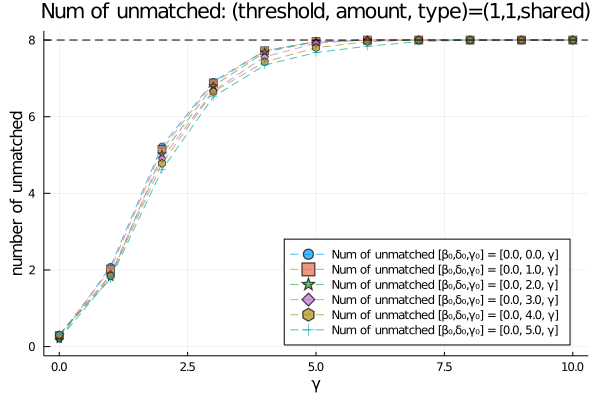 Num of unmatched: (threshold, amount, type)=(1,1,shared)
number of unmatched
8
6
4
2
0
Num of unmatched [β₀,δ₀,γ₀] = [0.0, 0.0, γ]
Num of unmatched [β₀,δ₀,γ₀] = [0.0, 1.0, γ]
Num of unmatched [β₀,δ₀,γ₀] = [0.0, 2.0, γ]
Num of unmatched [β₀,δ₀,γ₀] = [0.0, 3.0, γ]
Num of unmatched [β₀,δ₀,γ₀] = [0.0, 4.0, γ]
Num of unmatched [β₀,δ₀,γ₀] = [0.0, 5.0, γ]
0.0 2.5 5.0 7.5 10.0
γ